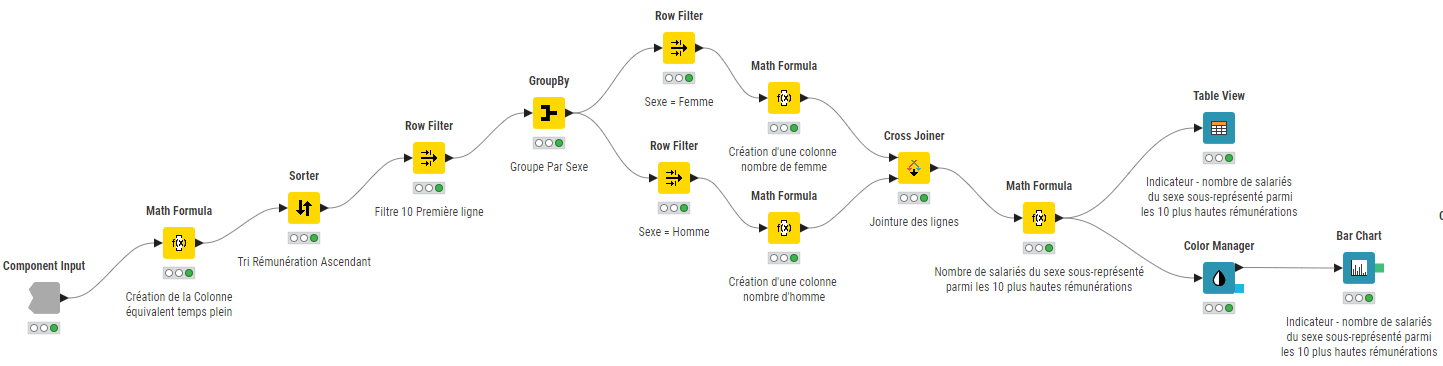 Component Input
Math Formula
f(x)
Création de la Colonne
équivalent temps plein
Sorter
Tri Rémunération Ascendant
Row Filter
Filtre 10 Première ligne
GroupBy
Groupe Par Sexe
Row Filter
Sexe = Femme
Math Formula
f(x)
Création d'une colonne
nombre de femme
Row Filter
Sexe = Homme
Math Formula
f(x)
Création d'une colonne
nombre d'homme
Cross Joiner
Jointure des lignes
Math Formula
f(x)
Nombre de salariés du sexe sous-représenté
parmi les 10 plus hautes rémunérations
Table View
Indicateur - nombre de salariés
du sexe sous-représenté parmi
les 10 plus hautes rémunérations
Color Manager
Bar Chart
Indicateur - nombre de salariés
du sexe sous-représenté parmi
les 10 plus hautes rémunérations